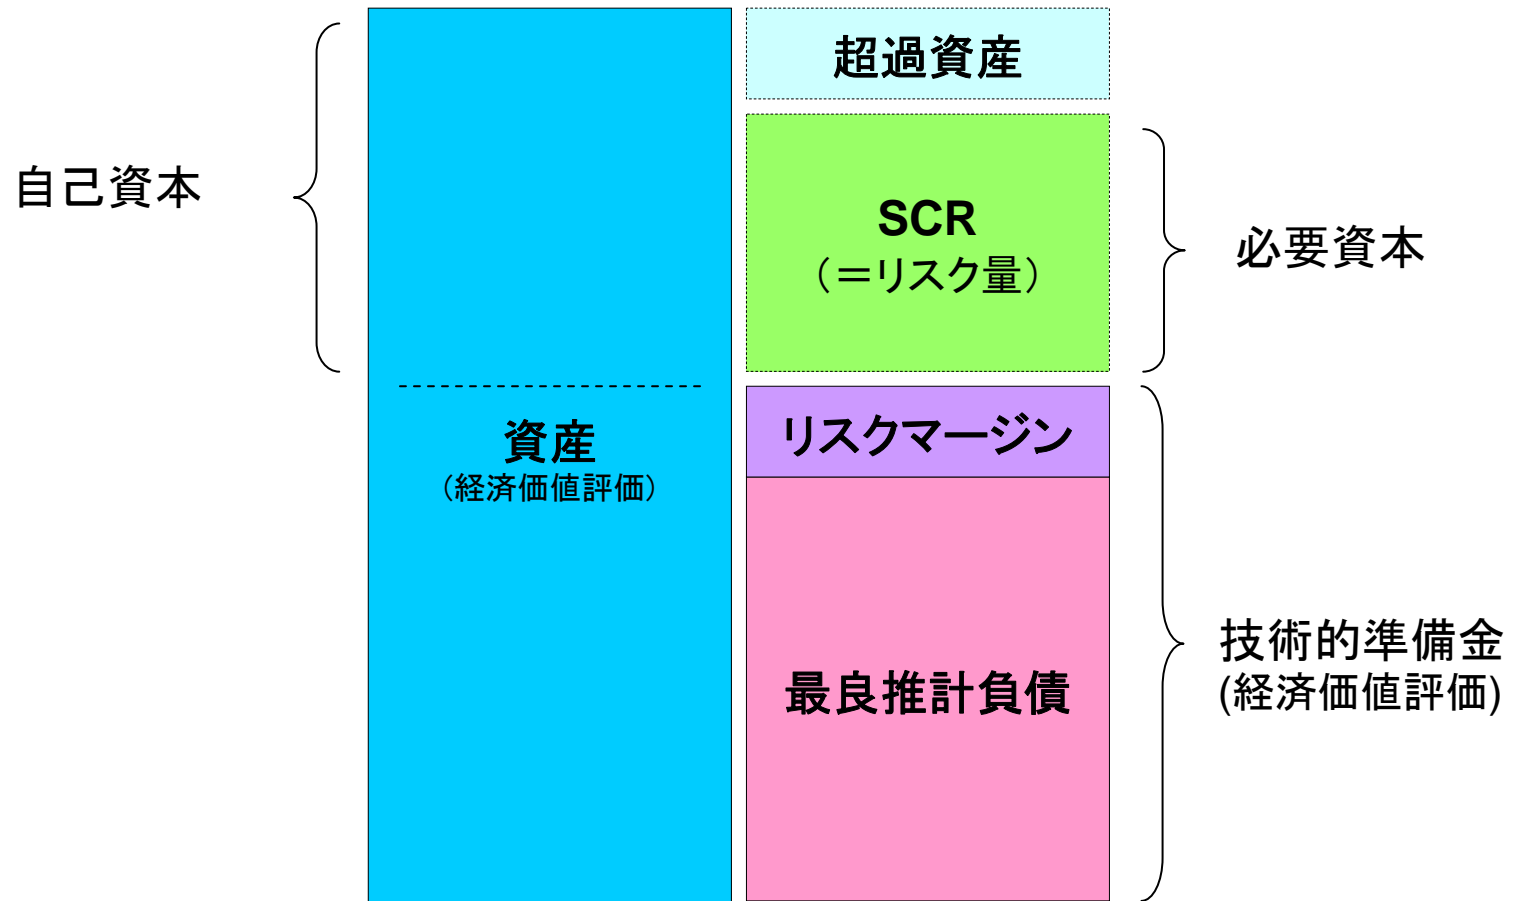 超過資産
自己資本
SCR
（＝リスク量）
必要資本
資産
（経済価値評価）
リスクマージン
最良推計負債
技術的準備金
(経済価値評価)